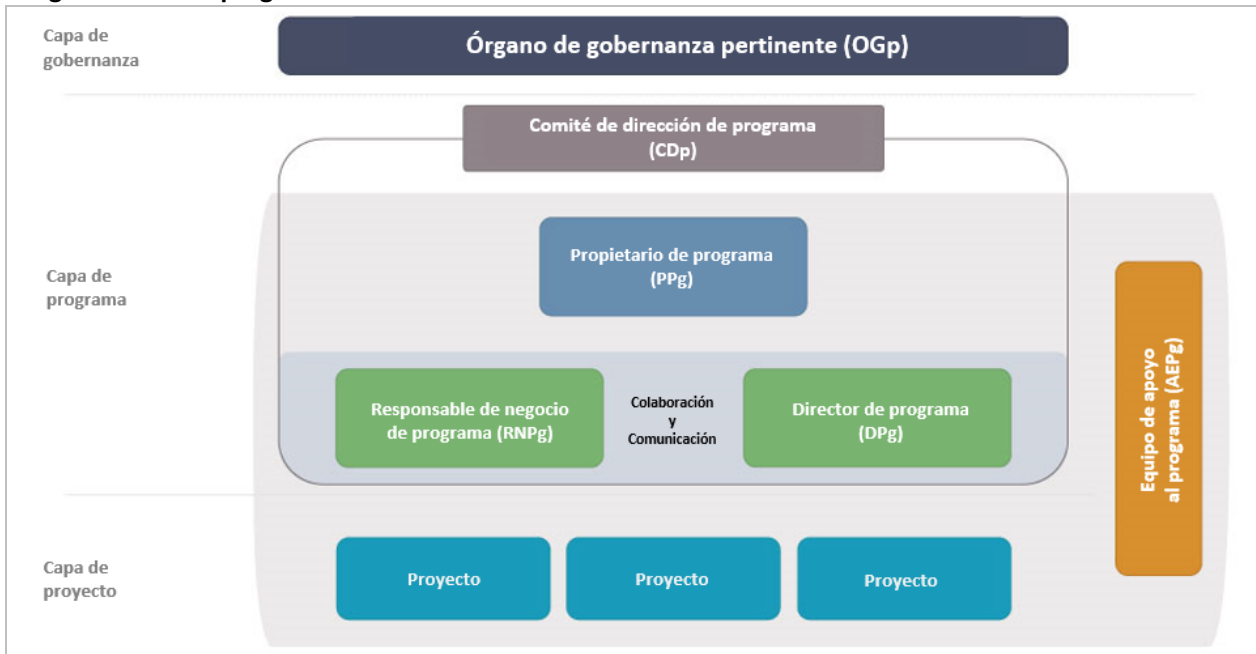 Capa de
gobernanza
Órgano de gobernanza pertinente (OGp)
Comité de dirección de programa
(CDp)
Capa de
programa
Propietario de programa
(PPg)
Responsable de negocio
de programa (RNPg)
Colaboración
y
Comunicación
Director de programa
(DPg)
Equipo de apoyo
al programa (AEPg)
Capa de
proyecto
Proyecto
Proyecto
Proyecto